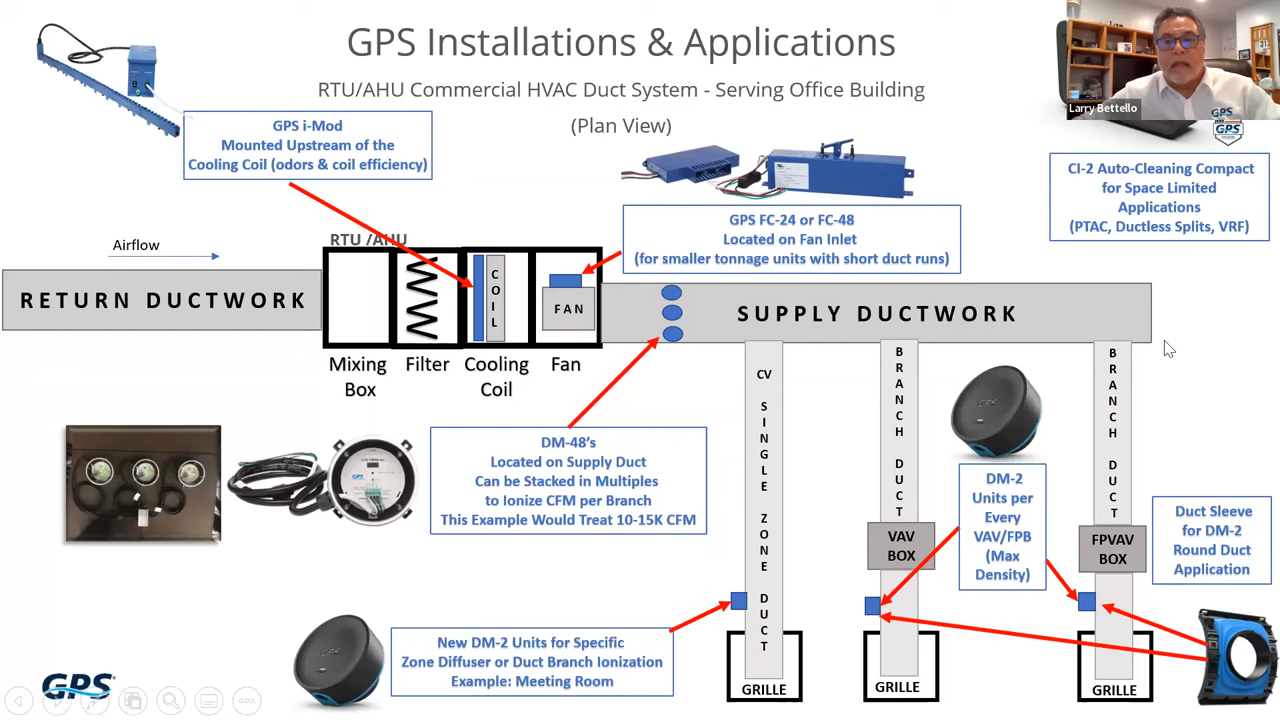 GPS Installations & Applications
RTU/AHU Commercial HVAC Duct System - Serving Office Building
(Plan View)
Larry Bettello
GPS
GPS
GPS i-Mod
Mounted Upstream of the
Cooling Coil (odors & coil efficiency)
CI-2 Auto-Cleaning Compact
for Space Limited
Applications
(PTAC, Ductless Splits, VRF)
GPS FC-24 or FC-48
Located on Fan Inlet
(for smaller tonnage units with short duct runs)
Airflow
RTU /AHU
RETURN DUCTWORK
COIL
FAN
SUPPLY DUCTWORK
Mixing
Box
Filter
Cooling
Coil
Fan
CV SINGLE ZONE DUCT
BRANCH DUCT
BRANCH DUCT
GPS
DM-48's
Located on Supply Duct
Can be Stacked in Multiples
to Ionize CFM per Branch
This Example Would Treat 10-15K CFM
DM-2
Units per
Every
VAV/FPB
(Max
Density)
VAV
BOX
FPVAV
BOX
Duct Sleeve
for DM-2
Round Duct
Application
New DM-2 Units for Specific
Zone Diffuser or Duct Branch Ionization
Example: Meeting Room
GRILLE
GRILLE
GRILLE
GPS